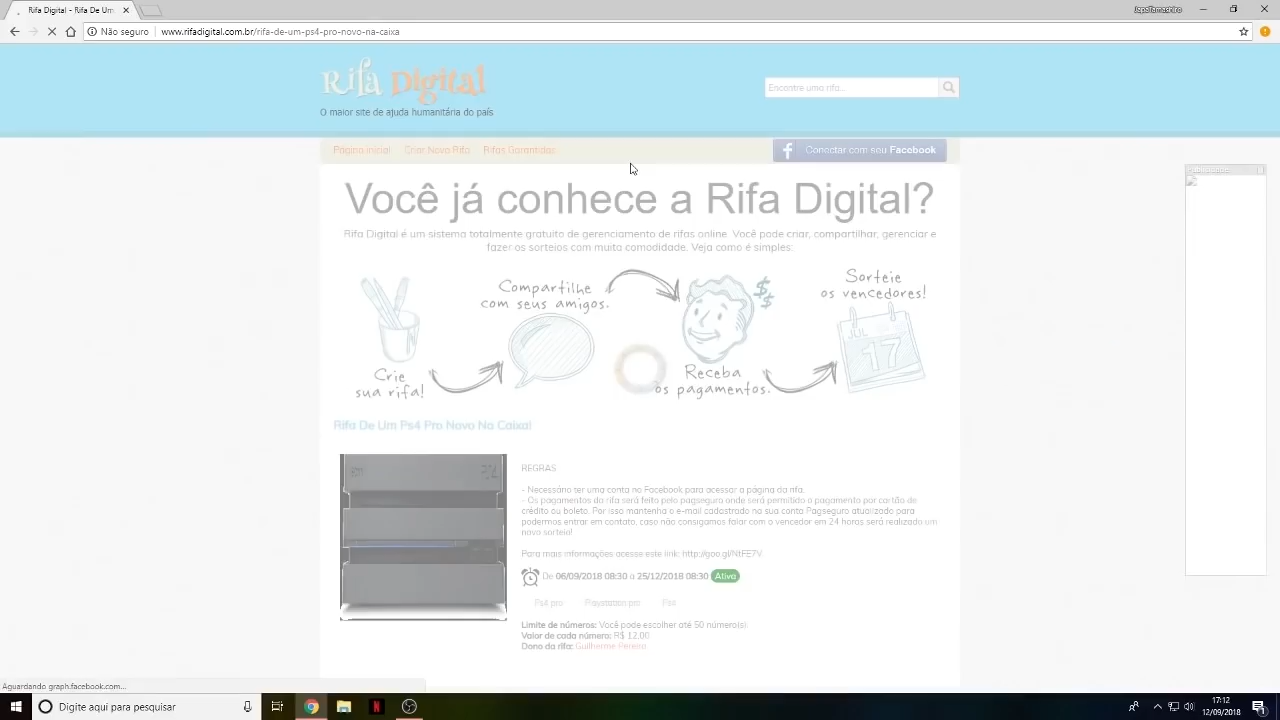 Rifa Digital - Rifa De Um
Não seguro
www.rifadigital.com.br/rifa-de-um-ps4-pro-novo-na-caixa
Rifa Digital
O maior site de ajuda humanitária do país
Encontre uma rifa...
Página inicial
Criar Nova Rifa
Rifas Garantidas
Conectar com seu Facebook
Você já conhece a Rifa Digital?
Rifa Digital é um sistema totalmente gratuito de gerenciamento de rifas online. Você pode criar, compartilhar, gerenciar e
fazer os sorteios com muita comodidade. Veja como é simples:
Crie
sua rifa!
Compartilhe
com seus amigos.
$$
Receba
os pagamentos.
Sorteie
os vencedores!
JUL
17
Rifa De Um Ps4 Pro Novo Na Caixa!
REGRAS
- Necessário ter uma conta no Facebook para acessar a página da rifa.
- Os pagamentos da rifa será feito pelo pagseguro onde será permitido o pagamento por cartão de
crédito ou boleto. Por isso mantenha o e-mail cadastrado na sua conta Pagseguro atualizado para
podermos entrar em contato, caso não consigamos falar com o vencedor em 24 horas será realizado um
novo sorteio!
Para mais informações acesse este link: http://goo.gl/NtFE7V
De 06/09/2018 08:30 a 25/12/2018 08:30 Ativa
Ps4 pro
Playstation pro
Ps4
Limite de números: Você pode escolher até 50 número(s)
Valor de cada número: R$ 12,00
Dono da rifa: Guilherme Pereira
Aguardando graph.facebook.com...
Digite aqui para pesquisar
17:12
12/09/2018